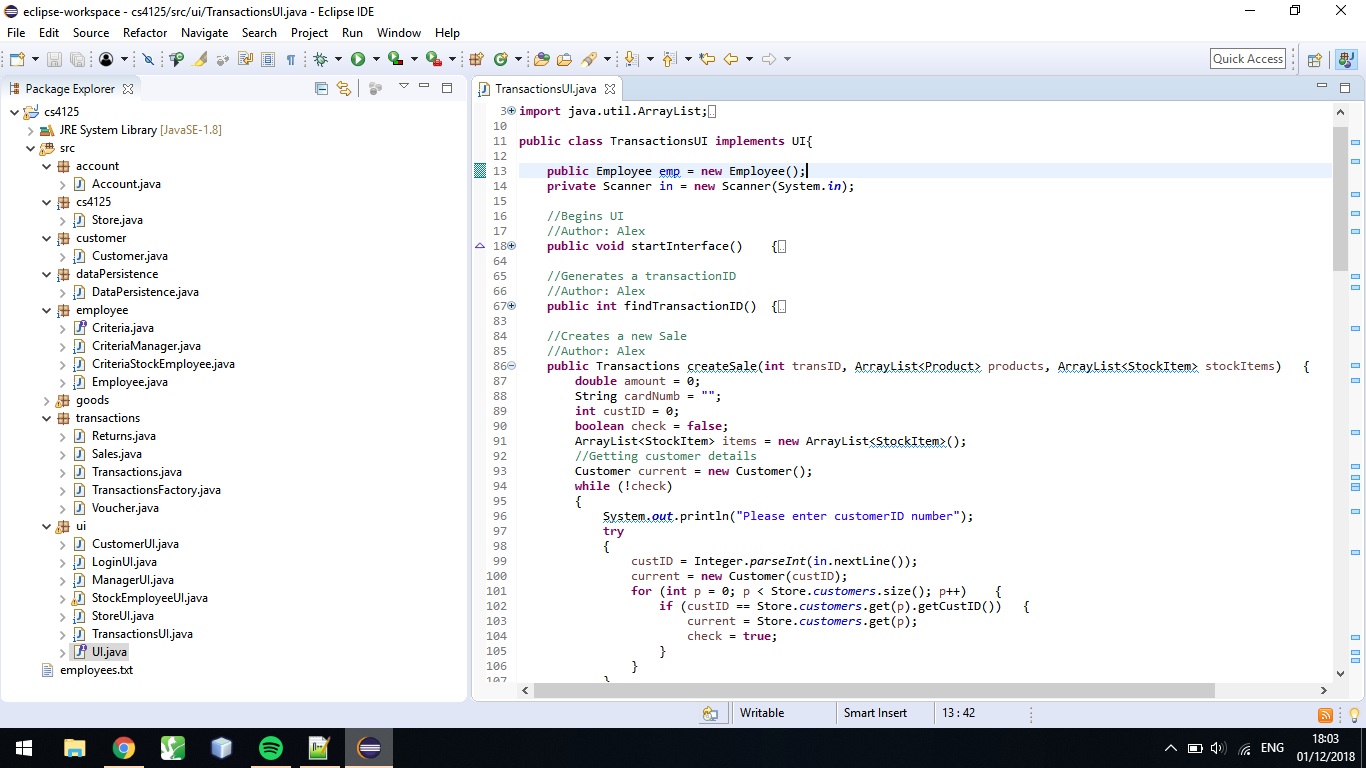 eclipse-workspace - cs4125/src/ui/TransactionsUI.java - Eclipse IDE
File Edit Source Refactor Navigate Search Project Run Window Help
Quick Access
Package Explorer
cs4125
JRE System Library [JavaSE-1.8]
src
account
Account.java
cs4125
Store.java
customer
Customer.java
dataPersistence
DataPersistence.java
employee
Criteria.java
CriteriaManager.java
CriteriaStockEmployee.java
Employee.java
goods
transactions
Returns.java
Sales.java
Transactions.java
TransactionsFactory.java
Voucher.java
ui
CustomerUI.java
LoginUI.java
ManagerUI.java
StockEmployeeUI.java
StoreUI.java
TransactionsUI.java
UI.java
employees.txt
TransactionsUI.java
3 import java.util.ArrayList;
10
11 public class TransactionsUI implements UI{
12
13 public Employee emp = new Employee();
14 private Scanner in = new Scanner(System.in);
15
16 //Begins UI
17 //Author: Alex
18 public void startInterface() {
64
65 //Generates a transactionID
66 //Author: Alex
67 public int findTransactionID() {
83
84 //Creates a new Sale
85 //Author: Alex
86 public Transactions createSale(int transID, ArrayList<Product> products, ArrayList<StockItem> stockItems) {
87 double amount = 0;
88 String cardNumb = "";
89 int custID = 0;
90 boolean check = false;
91 ArrayList<StockItem> items = new ArrayList<StockItem>();
92 //Getting customer details
93 Customer current = new Customer();
94 while (!check)
95 {
96 System.out.println("Please enter customerID number");
97 try
98 {
99 custID = Integer.parseInt(in.nextLine());
100 current = new Customer(custID);
101 for (int p = 0; p < Store.customers.size(); p++) {
102 if (custID == Store.customers.get(p).getCustID()) {
103 current = Store.customers.get(p);
104 check = true;
105 }
106 }
107 }
Writable Smart Insert 13 : 42
ENG
18:03
01/12/2018